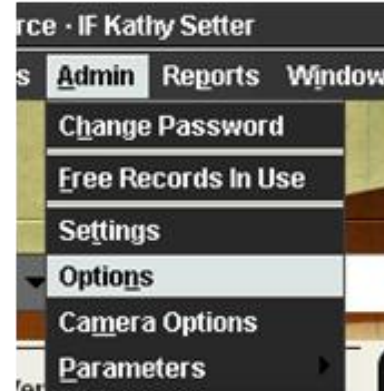 rce - IF Kathy Setter
s Admin Reports Window
Change Password
Free Records In Use
Settings
Options
Camera Options
Parameters